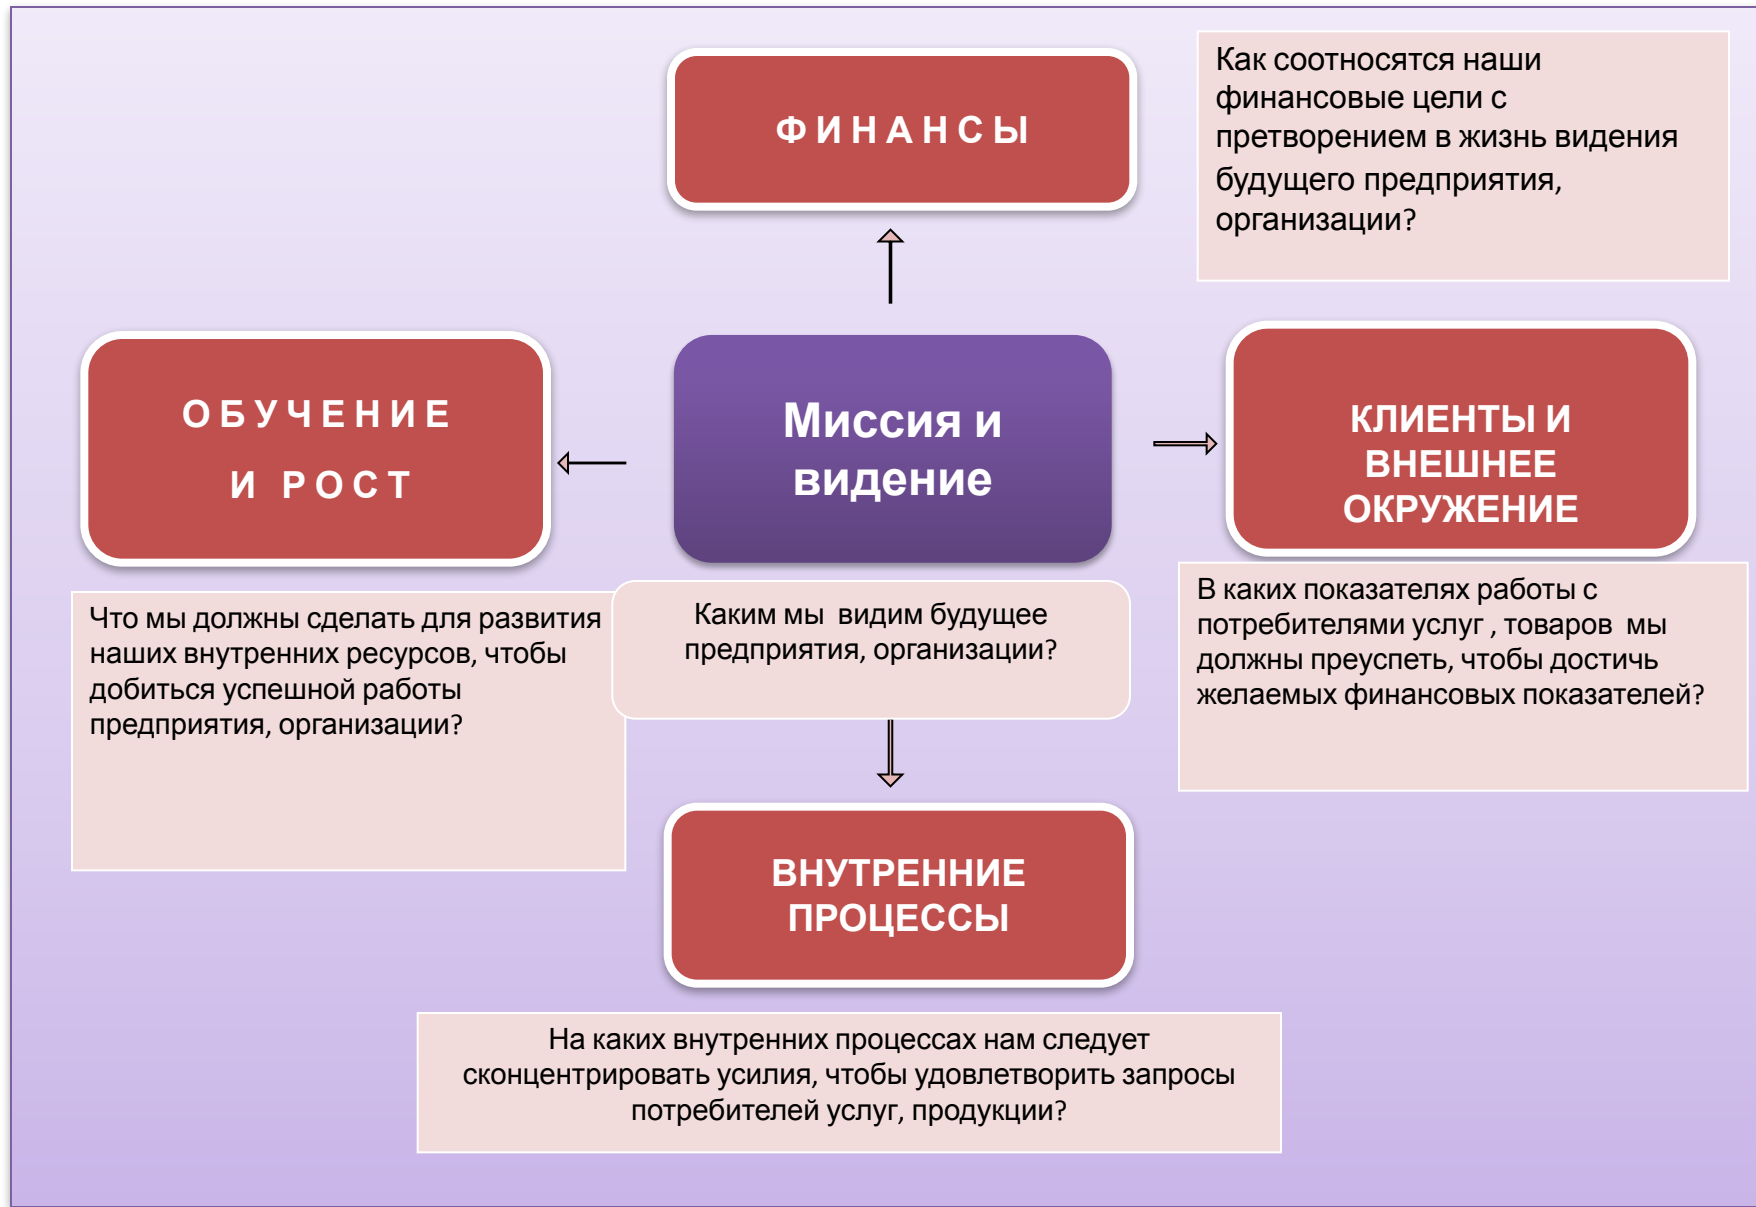 Ф И Н А Н С Ы
Как соотносятся наши
финансовые цели с
претворением в жизнь видения
будущего предприятия,
организации?
О Б У Ч Е Н И Е
И Р О С Т
Миссия и
видение
КЛИЕНТЫ И
ВНЕШНЕЕ
ОКРУЖЕНИЕ
Что мы должны сделать для развития
наших внутренних ресурсов, чтобы
добиться успешной работы
предприятия, организации?
Каким мы видим будущее
предприятия, организации?
В каких показателях работы с
потребителями услуг , товаров мы
должны преуспеть, чтобы достичь
желаемых финансовых показателей?
ВНУТРЕННИЕ
ПРОЦЕССЫ
На каких внутренних процессах нам следует
сконцентрировать усилия, чтобы удовлетворить запросы
потребителей услуг, продукции?